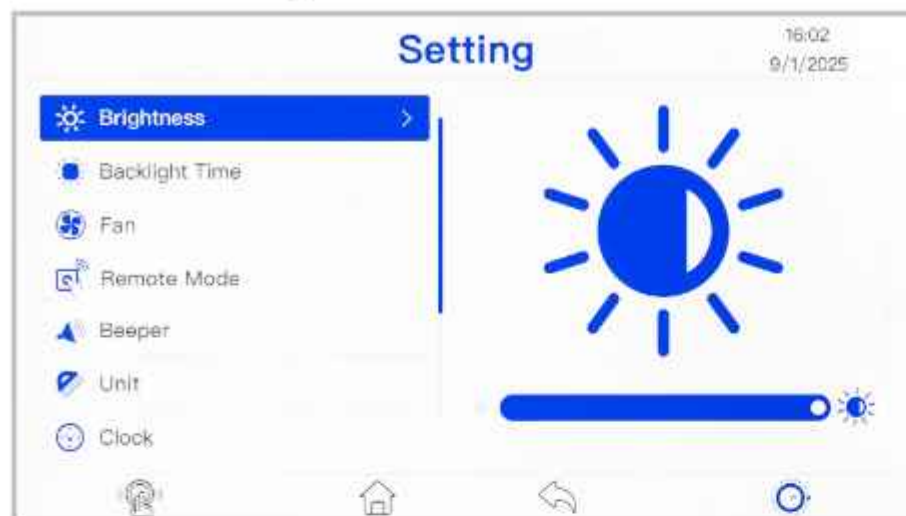 Setting
16:02
9/1/2025
Brightness
Backlight Time
Fan
Remote Mode
Beeper
Unit
Clock